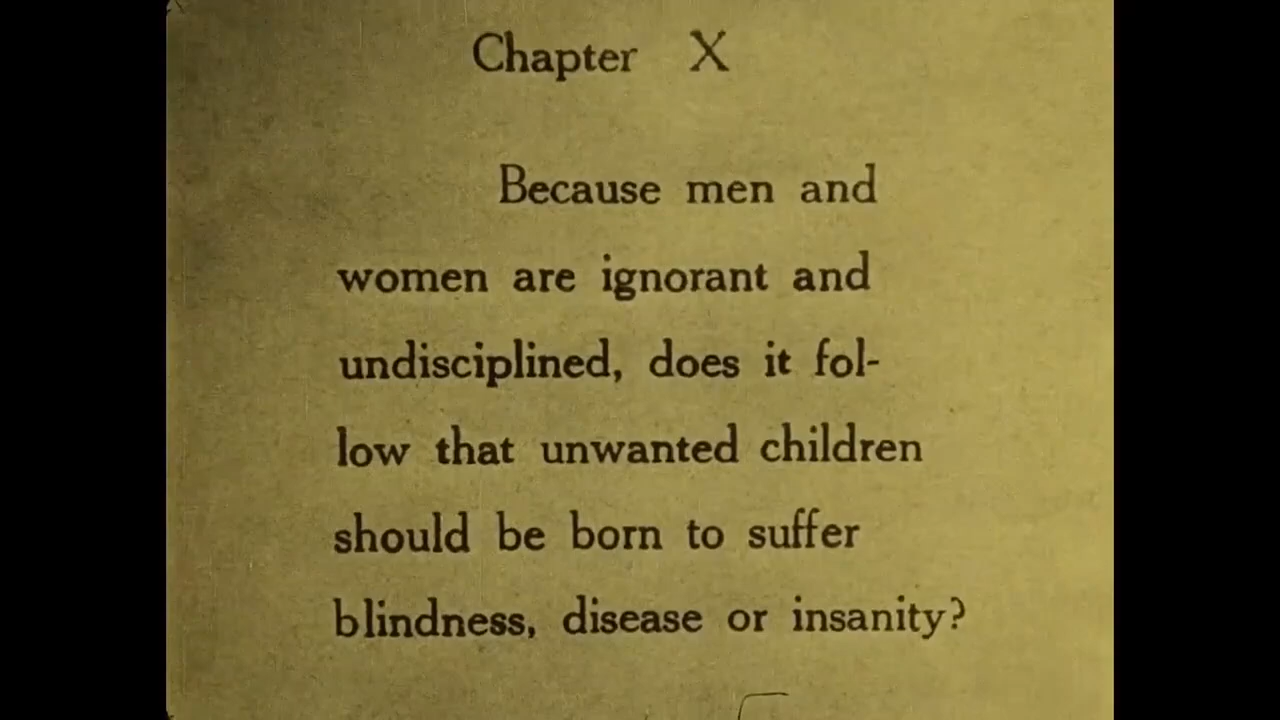 Chapter X
Because men and
women are ignorant and
undisciplined, does it fol-
low that unwanted children
should be born to suffer
blindness, disease or insanity?